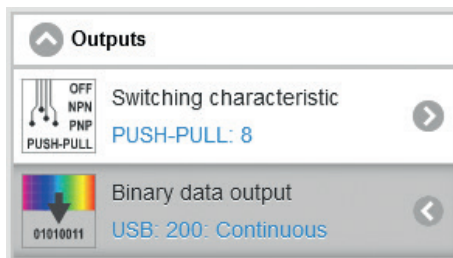 Outputs
OFF
NPN
PNP
PUSH-PULL
Switching characteristic
PUSH-PULL: 8
01010011
Binary data output
USB: 200: Continuous